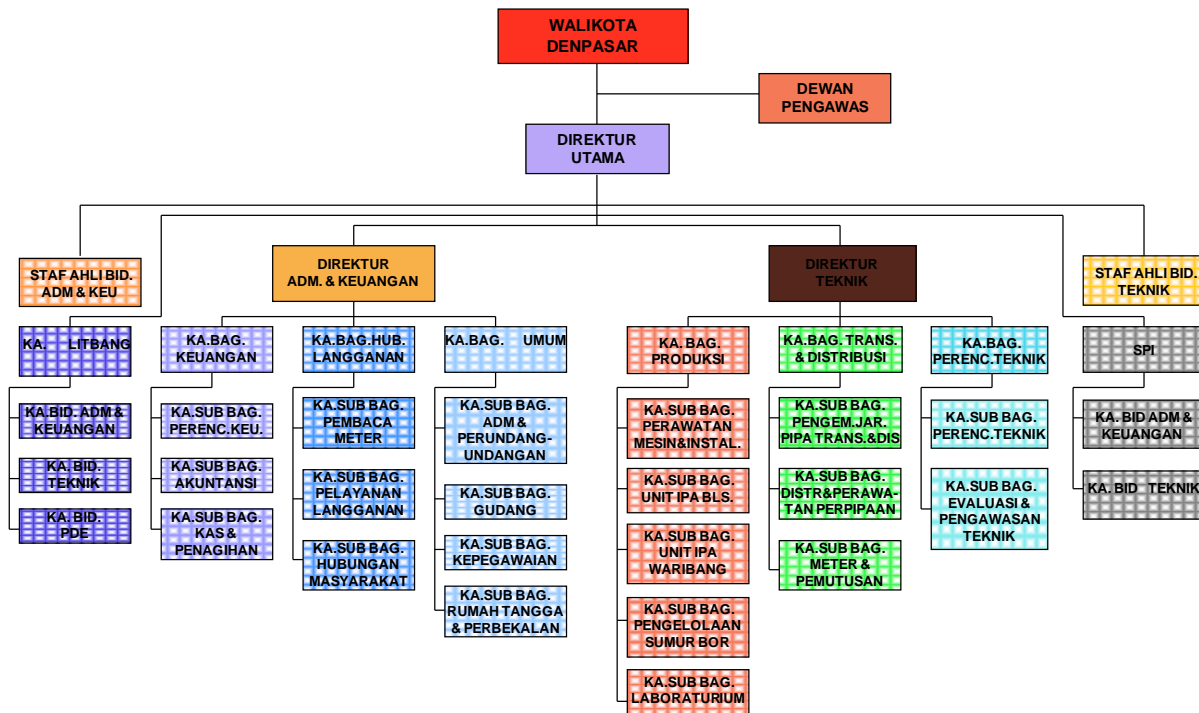 WALIKOTA
DENPASAR
DEWAN
PENGAWAS
DIREKTUR
UTAMA
STAF AHLI BID.
ADM & KEU
DIREKTUR
ADM. & KEUANGAN
DIREKTUR
TEKNIK
STAF AHLI BID.
TEKNIK
KA. LITBANG
KA.BID. ADM &
KEUANGAN
KA. BID.
TEKNIK
KA. BID.
PDE
KA.BAG.
KEUANGAN
KA.SUB BAG.
PERENC.KEU.
KA.SUB BAG.
AKUNTANSI
KA.SUB BAG.
KAS &
PENAGIHAN
KA.BAG.HUB.
LANGGANAN
KA.SUB BAG.
PEMBACA
METER
KA.SUB BAG.
PELAYANAN
LANGGANAN
KA.SUB BAG.
HUBUNGAN
MASYARAKAT
KA.BAG. UMUM
KA.SUB BAG.
ADM &
PERUNDANG-
UNDANGAN
KA.SUB BAG.
GUDANG
KA.SUB BAG.
KEPEGAWAIAN
KA.SUB BAG.
RUMAH TANGGA
& PERBEKALAN
KA. BAG.
PRODUKSI
KA.SUB BAG.
PERAWATAN
MESIN&INSTAL.
KA.SUB BAG.
UNIT IPA BLS.
KA.SUB BAG.
UNIT IPA
WARIBANG
KA.SUB BAG.
PENGELOLAAN
SUMUR BOR
KA.SUB BAG.
LABORATURIUM
KA.BAG. TRANS.
& DISTRIBUSI
KA.SUB BAG.
PENGEM.JAR.
PIPA TRANS.&DIS
KA.SUB BAG.
DISTR&PERAWA-
TAN PERPIPAAN
KA.SUB BAG.
METER &
PEMUTUSAN
KA.BAG.
PERENC.TEKNIK
KA.SUB BAG.
PERENC.TEKNIK
KA.SUB BAG.
EVALUASI &
PENGAWASAN
TEKNIK
SPI
KA. BID ADM &
KEUANGAN
KA. BID TEKNIK